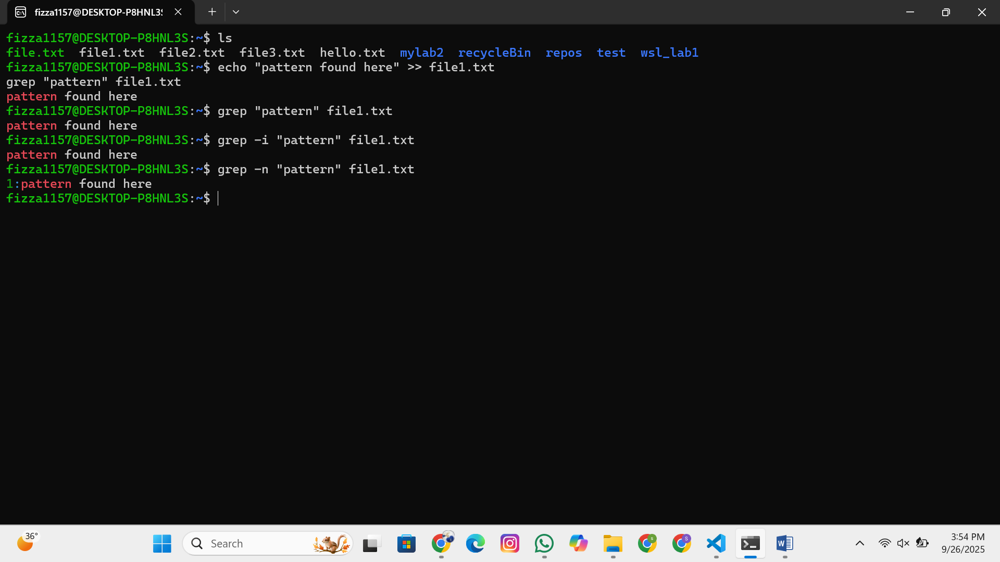 fizza1157@DESKTOP-P8HNL3S
fizza1157@DESKTOP-P8HNL3S:~$ ls
file.txt  file1.txt  file2.txt  file3.txt  hello.txt  mylab2  recycleBin  repos  test  wsl_lab1
fizza1157@DESKTOP-P8HNL3S:~$ echo "pattern found here" >> file1.txt
grep "pattern" file1.txt
pattern found here
fizza1157@DESKTOP-P8HNL3S:~$ grep "pattern" file1.txt
pattern found here
fizza1157@DESKTOP-P8HNL3S:~$ grep -i "pattern" file1.txt
pattern found here
fizza1157@DESKTOP-P8HNL3S:~$ grep -n "pattern" file1.txt
1:pattern found here
fizza1157@DESKTOP-P8HNL3S:~$
36°
Search
3:54 PM
9/26/2025